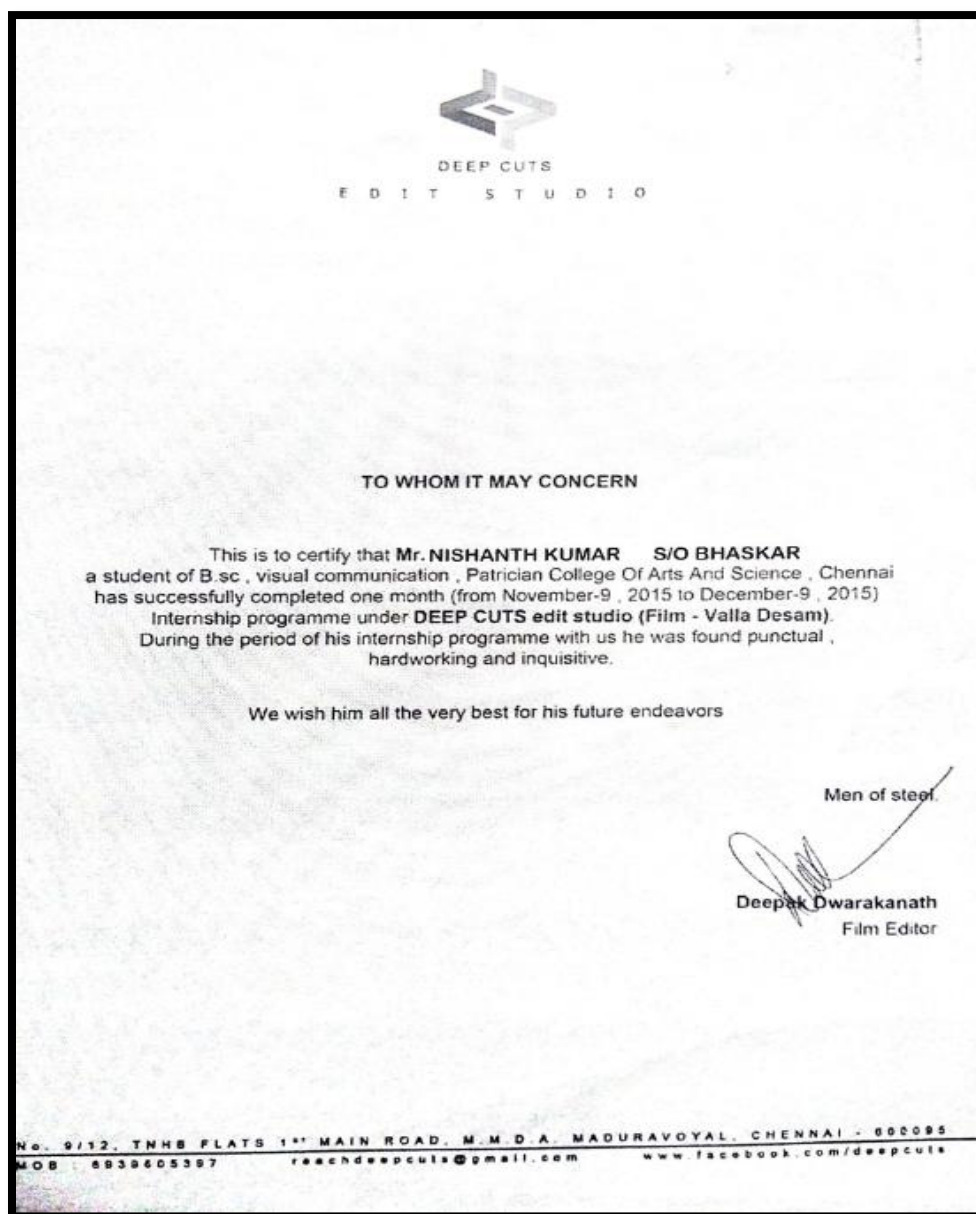 DEEP CUTS
EDIT STUDIO
TO WHOM IT MAY CONCERN
This is to certify that Mr. NISHANTH KUMAR S/O BHASKAR
a student of B.sc , visual communication , Patrician College Of Arts And Science , Chennai
has successfully completed one month (from November-9 , 2015 to December-9 , 2015)
Internship programme under DEEP CUTS edit studio (Film - Valla Desam).
During the period of his internship programme with us he was found punctual ,
hardworking and inquisitive.
We wish him all the very best for his future endeavors
Men of steel.
Deepak Dwarakanath
Film Editor
No. 9/12, TNHB FLATS 1st MAIN ROAD, M.M.D.A. MADURAVOYAL, CHENNAI - 600095
MOB : reachdeepcuts@gmail.com www.facebook.com/deepcuts